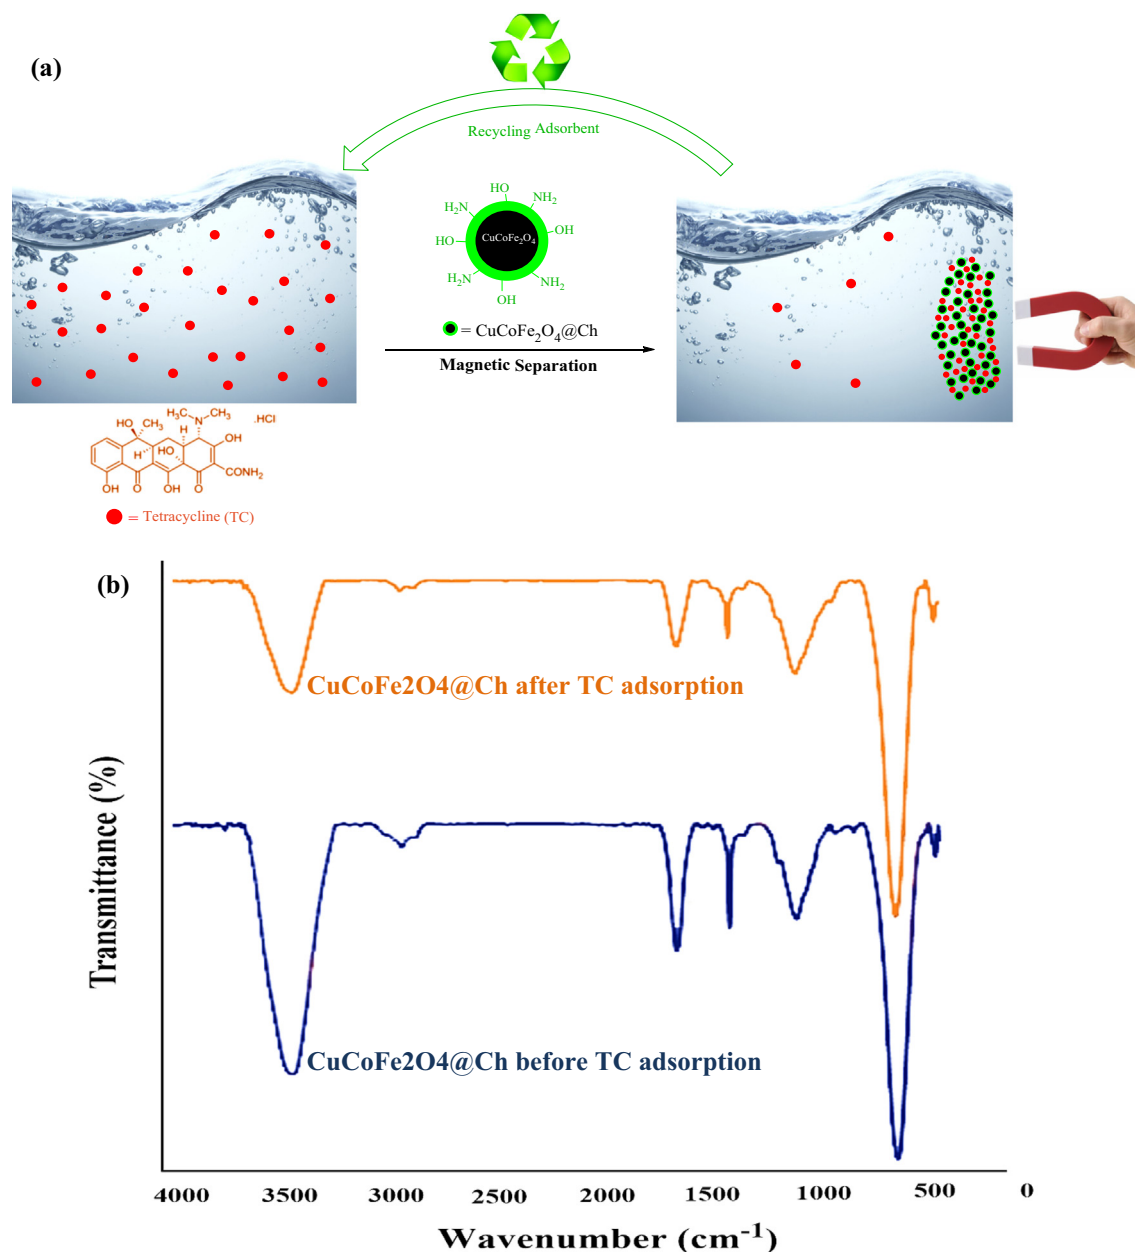 (a)
Recycling Adsorbent
HO
NH₂
H₂N
OH
HO
CuCoFe₂O₄
H₂N
NH₂
OH
= CuCoFe₂O₄@Ch
Magnetic Separation
H₃C
CH₃
N
.HCl
HO
CH₃
H
OH
H
HO
CONH₂
OH
O
OH
O
= Tetracycline (TC)
(b)
CuCoFe2O4@Ch after TC adsorption
CuCoFe2O4@Ch before TC adsorption
Transmittance (%)
4000 3500 3000 2500 2000 1500 1000 500 0
Wavenumber (cm⁻¹)